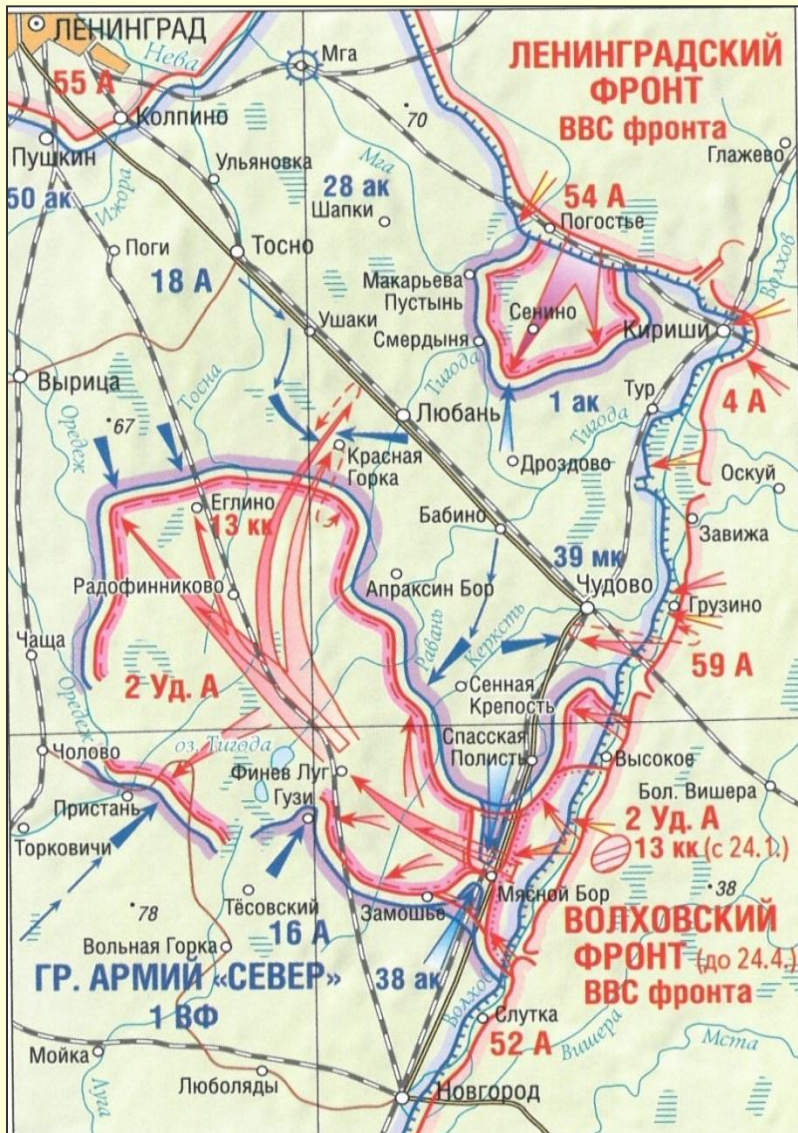 ЛЕНИНГРАД
Нева
Мга
ЛЕНИНГРАДСКИЙ
ФРОНТ
ВВС фронта
55 А
Колпино
70
Глажево
Пушкин
Ульяновка
Мга
50 ак
Ижора
28 ак
Шапки
54 А
Погостье
Поги
Тосно
18 А
Макарьева
Пустынь
Волхов
Сенино
Ушаки
Смердыня
Кириши
Вырица
Тосна
Тигода
Тур
Оредеж
67
Любань
1 ак
Тигода
4 А
Красная
Горка
Дроздово
Оскуй
Еглино
13 кк
Бабино
Завижа
39 мк
Радофинниково
Апраксин Бор
Чудово
Грузино
Чаща
Равань
Керксть
59 А
2 Уд. А
Сенная
Крепость
Оредеж
Спасская
Полисть
Чолово
оз. Тигода
Высокое
Финев Луг
Бол. Вишера
Пристань
Гузи
2 Уд. А
13 кк (с 24.1.)
Торковичи
Мясной Бор
38
Тёсовский
Замошье
78
16 А
ВОЛХОВСКИЙ
ФРОНТ (до 24.4.)
ВВС фронта
Вольная Горка
ГР. АРМИЙ «СЕВЕР»
1 ВФ
38 ак
Волхов
Слутка
52 А
Вишера
Мста
Мойка
Луга
Люболяды
Новгород